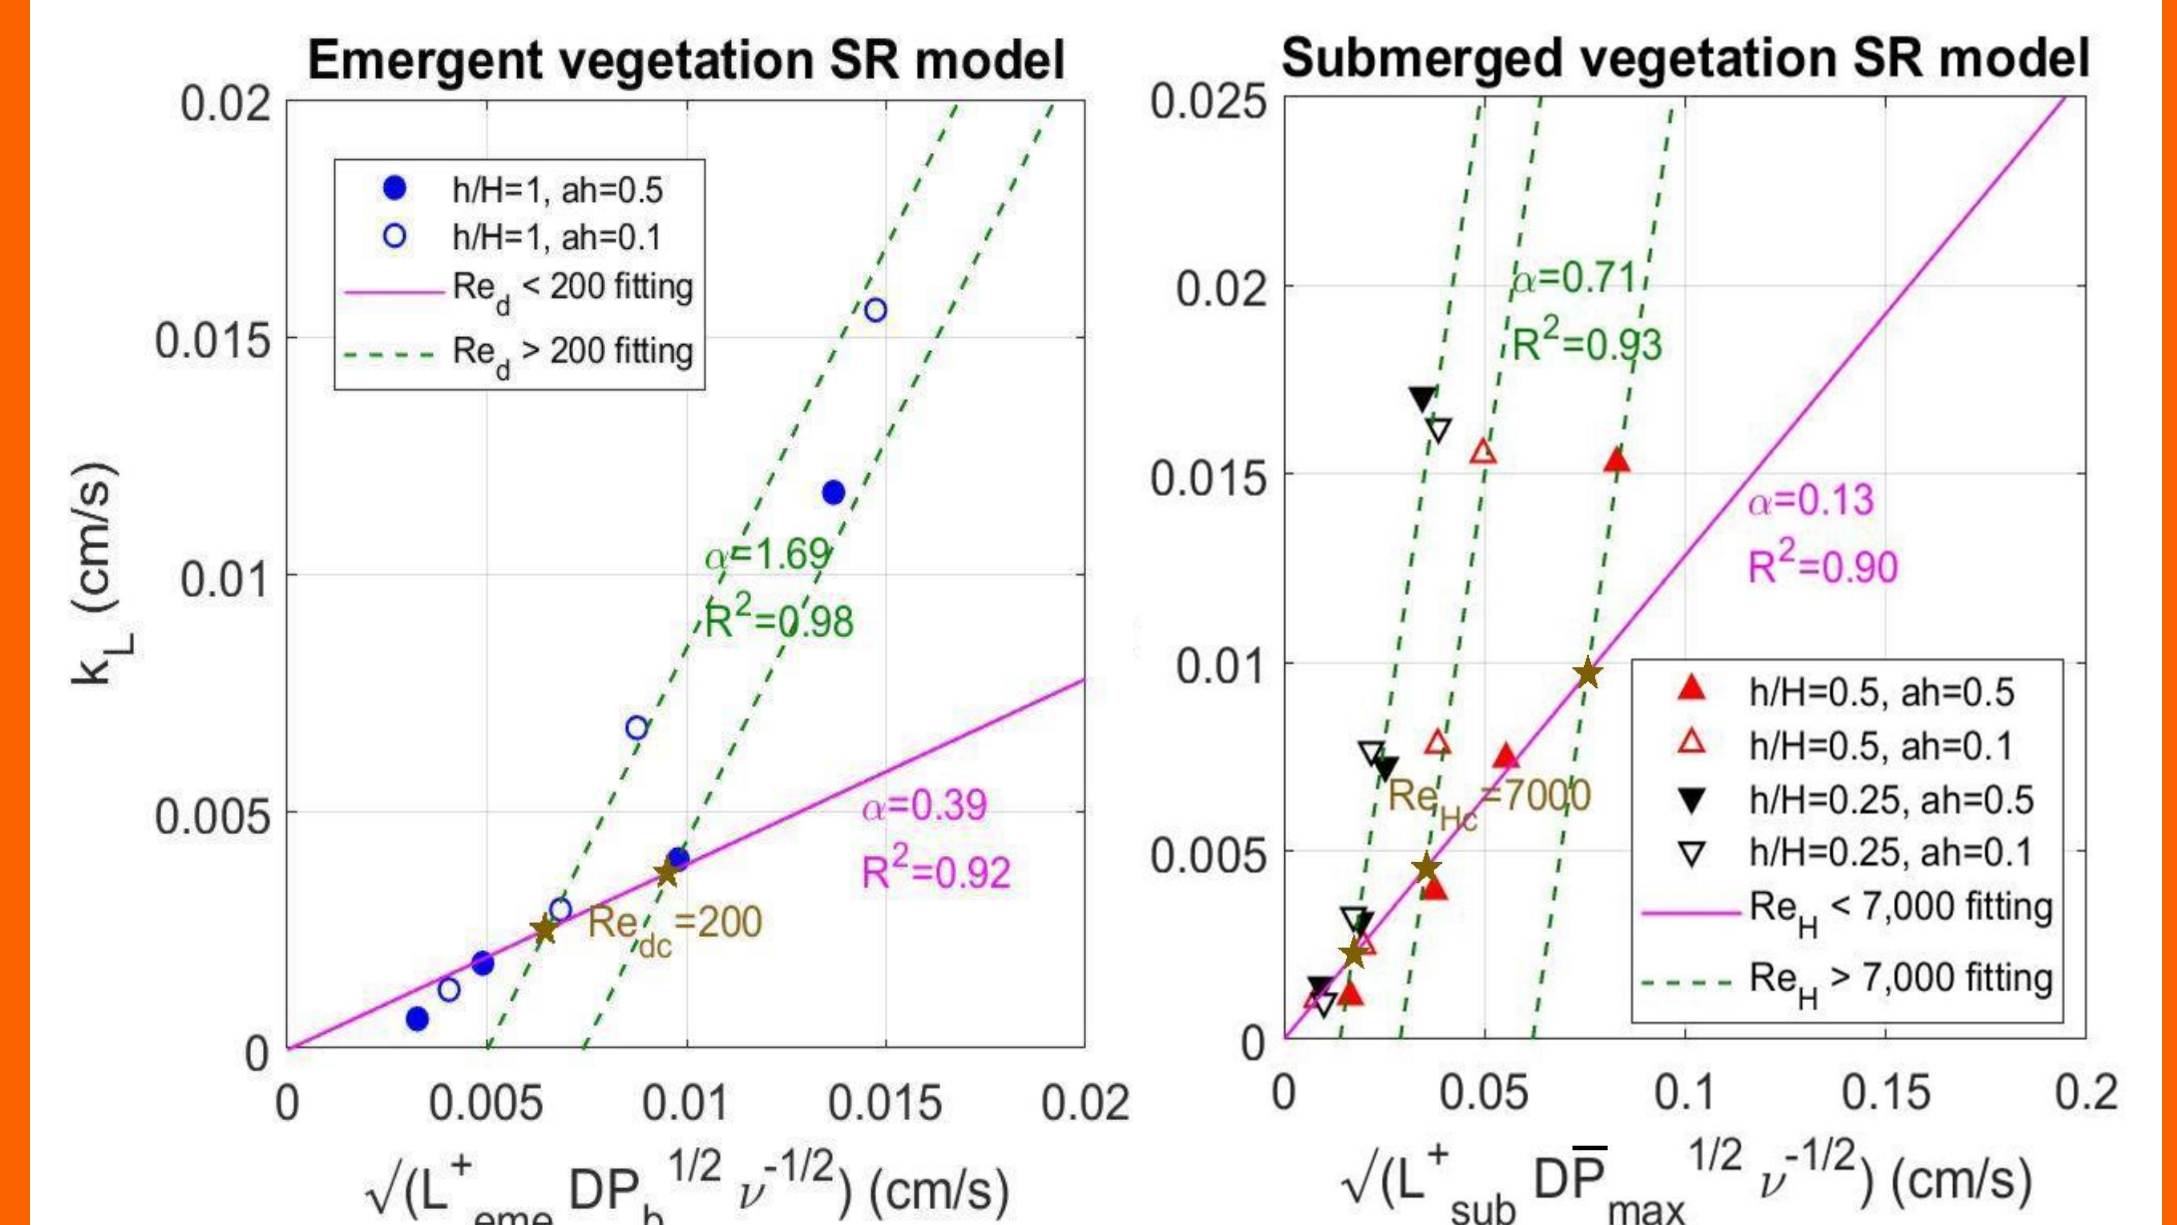 Emergent vegetation SR model
0.02
0.015
0.01
0.005
0
k_L (cm/s)
h/H=1, ah=0.5
h/H=1, ah=0.1
Re_d < 200 fitting
Re_d > 200 fitting
α=1.69
R^2=0.98
α=0.39
R^2=0.92
Re_dc=200
0 0.005 0.01 0.015 0.02
√(L^+_eme DP_b^1/2 ν^-1/2) (cm/s)
Submerged vegetation SR model
0.025
0.02
0.015
0.01
0.005
0
α=0.71
R^2=0.93
α=0.13
R^2=0.90
Re_Hc=7000
h/H=0.5, ah=0.5
h/H=0.5, ah=0.1
h/H=0.25, ah=0.5
h/H=0.25, ah=0.1
Re_H < 7,000 fitting
Re_H > 7,000 fitting
0 0.05 0.1 0.15 0.2
√(L^+_sub DP̅_max^1/2 ν^-1/2) (cm/s)